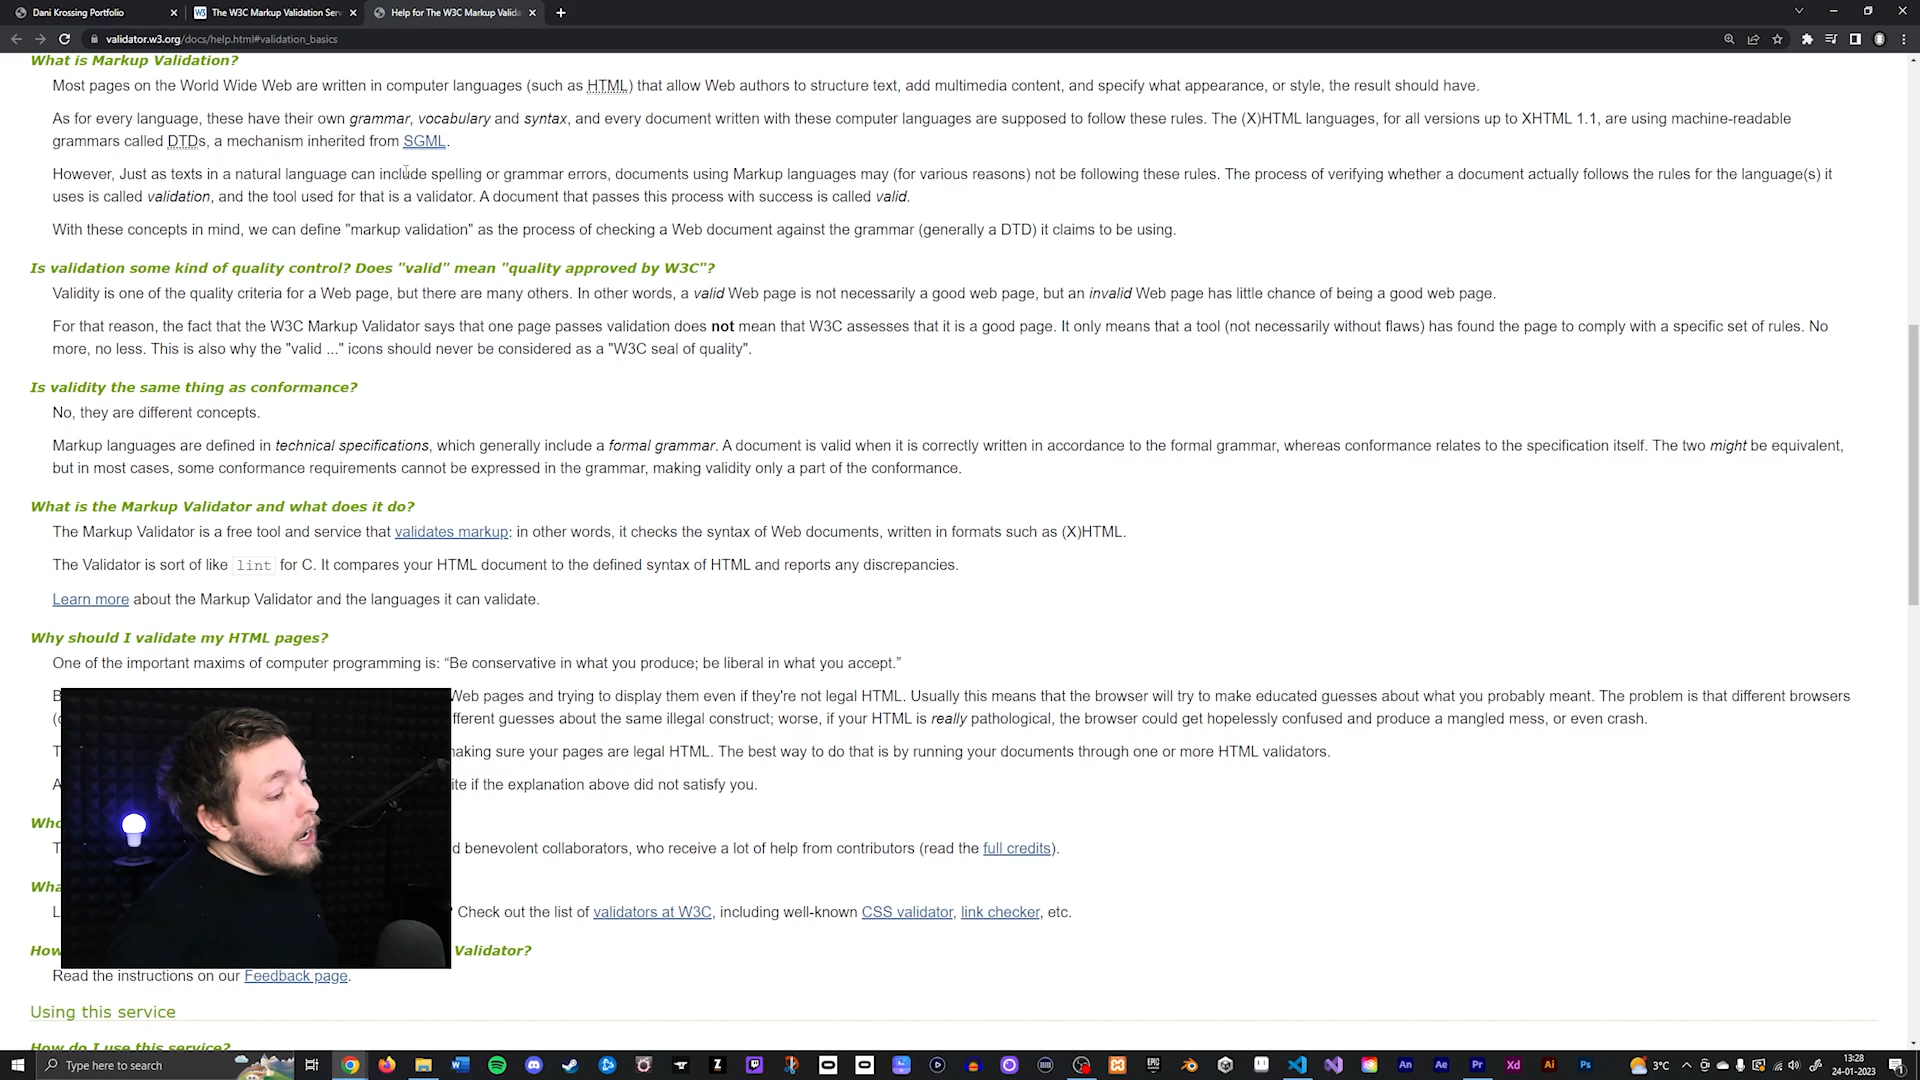 Dani Krossing Portfolio
The W3C Markup Validation Ser
Help for The W3C Markup Valida
validator.w3.org/docs/help.html#validation_basics
What is Markup Validation?
Most pages on the World Wide Web are written in computer languages (such as HTML) that allow Web authors to structure text, add multimedia content, and specify what appearance, or style, the result should have.
As for every language, these have their own grammar, vocabulary and syntax, and every document written with these computer languages are supposed to follow these rules. The (X)HTML languages, for all versions up to XHTML 1.1, are using machine-readable
grammars called DTDs, a mechanism inherited from SGML.
However, Just as texts in a natural language can include spelling or grammar errors, documents using Markup languages may (for various reasons) not be following these rules. The process of verifying whether a document actually follows the rules for the language(s) it
uses is called validation, and the tool used for that is a validator. A document that passes this process with success is called valid.
With these concepts in mind, we can define "markup validation" as the process of checking a Web document against the grammar (generally a DTD) it claims to be using.
Is validation some kind of quality control? Does "valid" mean "quality approved by W3C"?
Validity is one of the quality criteria for a Web page, but there are many others. In other words, a valid Web page is not necessarily a good web page, but an invalid Web page has little chance of being a good web page.
For that reason, the fact that the W3C Markup Validator says that one page passes validation does not mean that W3C assesses that it is a good page. It only means that a tool (not necessarily without flaws) has found the page to comply with a specific set of rules. No
more, no less. This is also why the "valid ..." icons should never be considered as a "W3C seal of quality".
Is validity the same thing as conformance?
No, they are different concepts.
Markup languages are defined in technical specifications, which generally include a formal grammar. A document is valid when it is correctly written in accordance to the formal grammar, whereas conformance relates to the specification itself. The two might be equivalent,
but in most cases, some conformance requirements cannot be expressed in the grammar, making validity only a part of the conformance.
What is the Markup Validator and what does it do?
The Markup Validator is a free tool and service that validates markup: in other words, it checks the syntax of Web documents, written in formats such as (X)HTML.
The Validator is sort of like lint for C. It compares your HTML document to the defined syntax of HTML and reports any discrepancies.
Learn more about the Markup Validator and the languages it can validate.
Why should I validate my HTML pages?
One of the important maxims of computer programming is: “Be conservative in what you produce; be liberal in what you accept.”
Web pages and trying to display them even if they're not legal HTML. Usually this means that the browser will try to make educated guesses about what you probably meant. The problem is that different browsers
fferent guesses about the same illegal construct; worse, if your HTML is really pathological, the browser could get hopelessly confused and produce a mangled mess, or even crash.
making sure your pages are legal HTML. The best way to do that is by running your documents through one or more HTML validators.
ite if the explanation above did not satisfy you.
Who
d benevolent collaborators, who receive a lot of help from contributors (read the full credits).
Wha
Check out the list of validators at W3C, including well-known CSS validator, link checker, etc.
How Validator?
Read the instructions on our Feedback page.
Using this service
How do I use this service?
Type here to search
3°C
13:28
24-01-2023